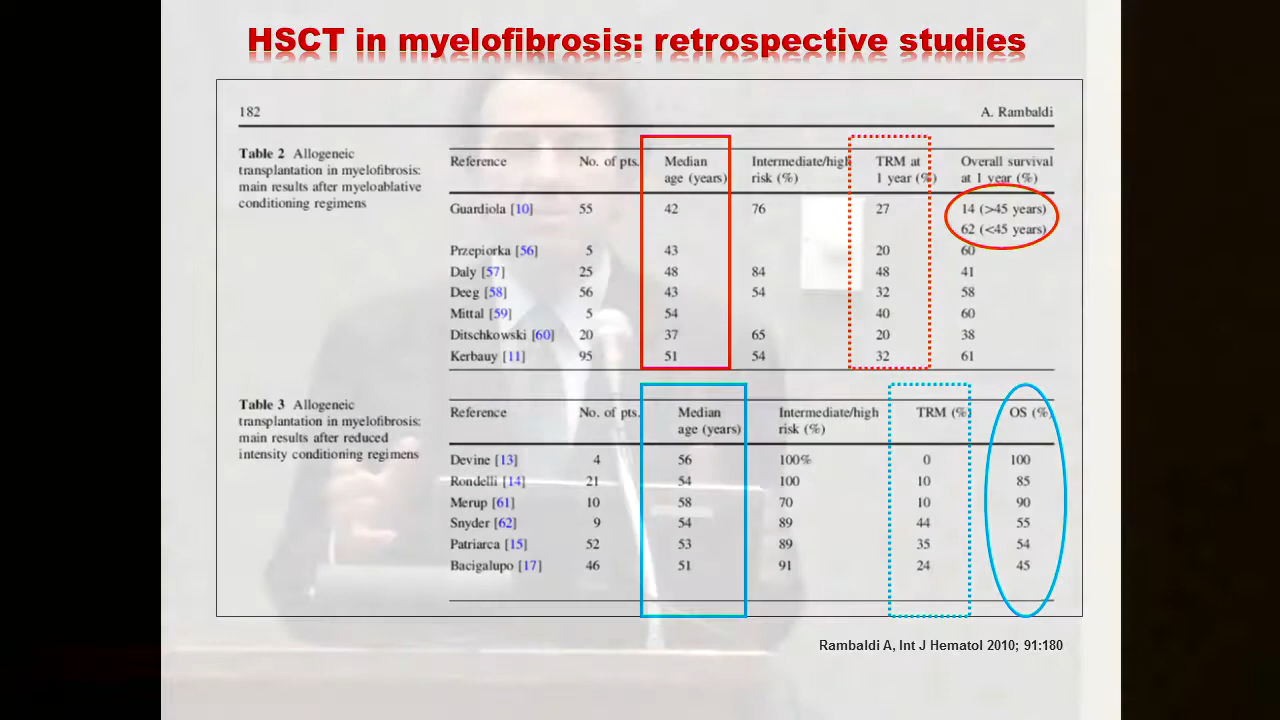 HSCT in myelofibrosis: retrospective studies
182 A. Rambaldi
Table 2 Allogeneic
transplantation in myelofibrosis:
main results after myeloablative
conditioning regimens
Reference No. of pts. Median age (years) Intermediate/high risk (%) TRM at 1 year (%) Overall survival at 1 year (%)
Guardiola [10] 55 42 76 27 14 (>45 years)
62 (<45 years)
Przepiorka [56] 5 43 20 60
Daly [57] 25 48 84 48 41
Deeg [58] 56 43 54 32 58
Mittal [59] 5 54 40 60
Ditschkowski [60] 20 37 65 20 38
Kerbauy [11] 95 51 54 32 61
Table 3 Allogeneic
transplantation in myelofibrosis:
main results after reduced
intensity conditioning regimens
Reference No. of pts. Median age (years) Intermediate/high risk (%) TRM (%) OS (%)
Devine [13] 4 56 100% 0 100
Rondelli [14] 21 54 100 10 85
Merup [61] 10 58 70 10 90
Snyder [62] 9 54 89 44 55
Patriarca [15] 52 53 89 35 54
Bacigalupo [17] 46 51 91 24 45
Rambaldi A, Int J Hematol 2010; 91:180